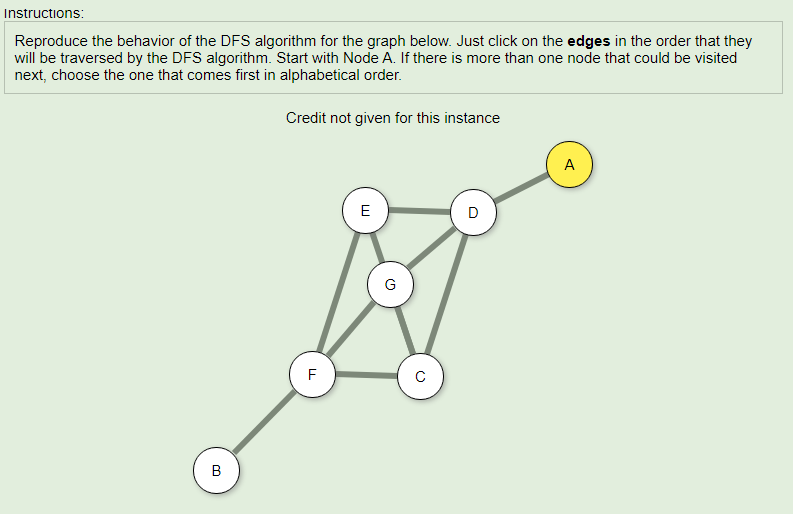 Instructions:
Reproduce the behavior of the DFS algorithm for the graph below. Just click on the edges in the order that they
will be traversed by the DFS algorithm. Start with Node A. If there is more than one node that could be visited
next, choose the one that comes first in alphabetical order.
Credit not given for this instance
A
E
D
G
F
C
B